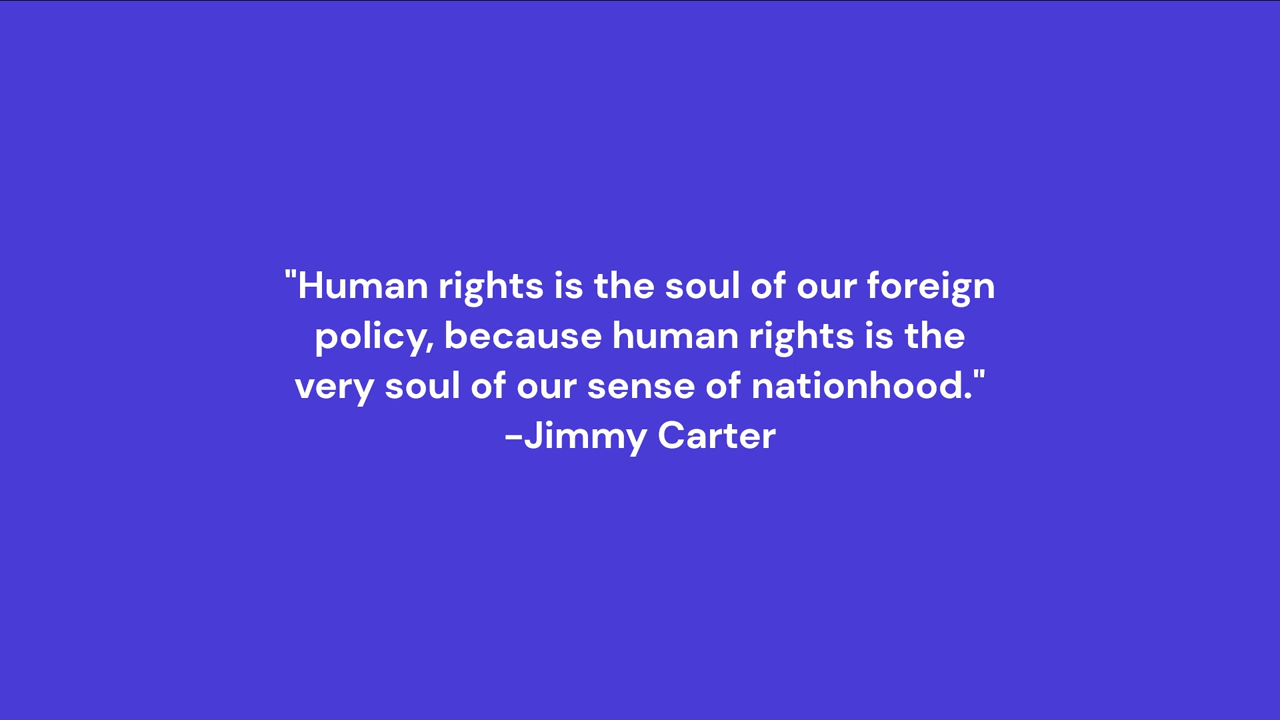 "Human rights is the soul of our foreign
policy, because human rights is the
very soul of our sense of nationhood."
-Jimmy Carter